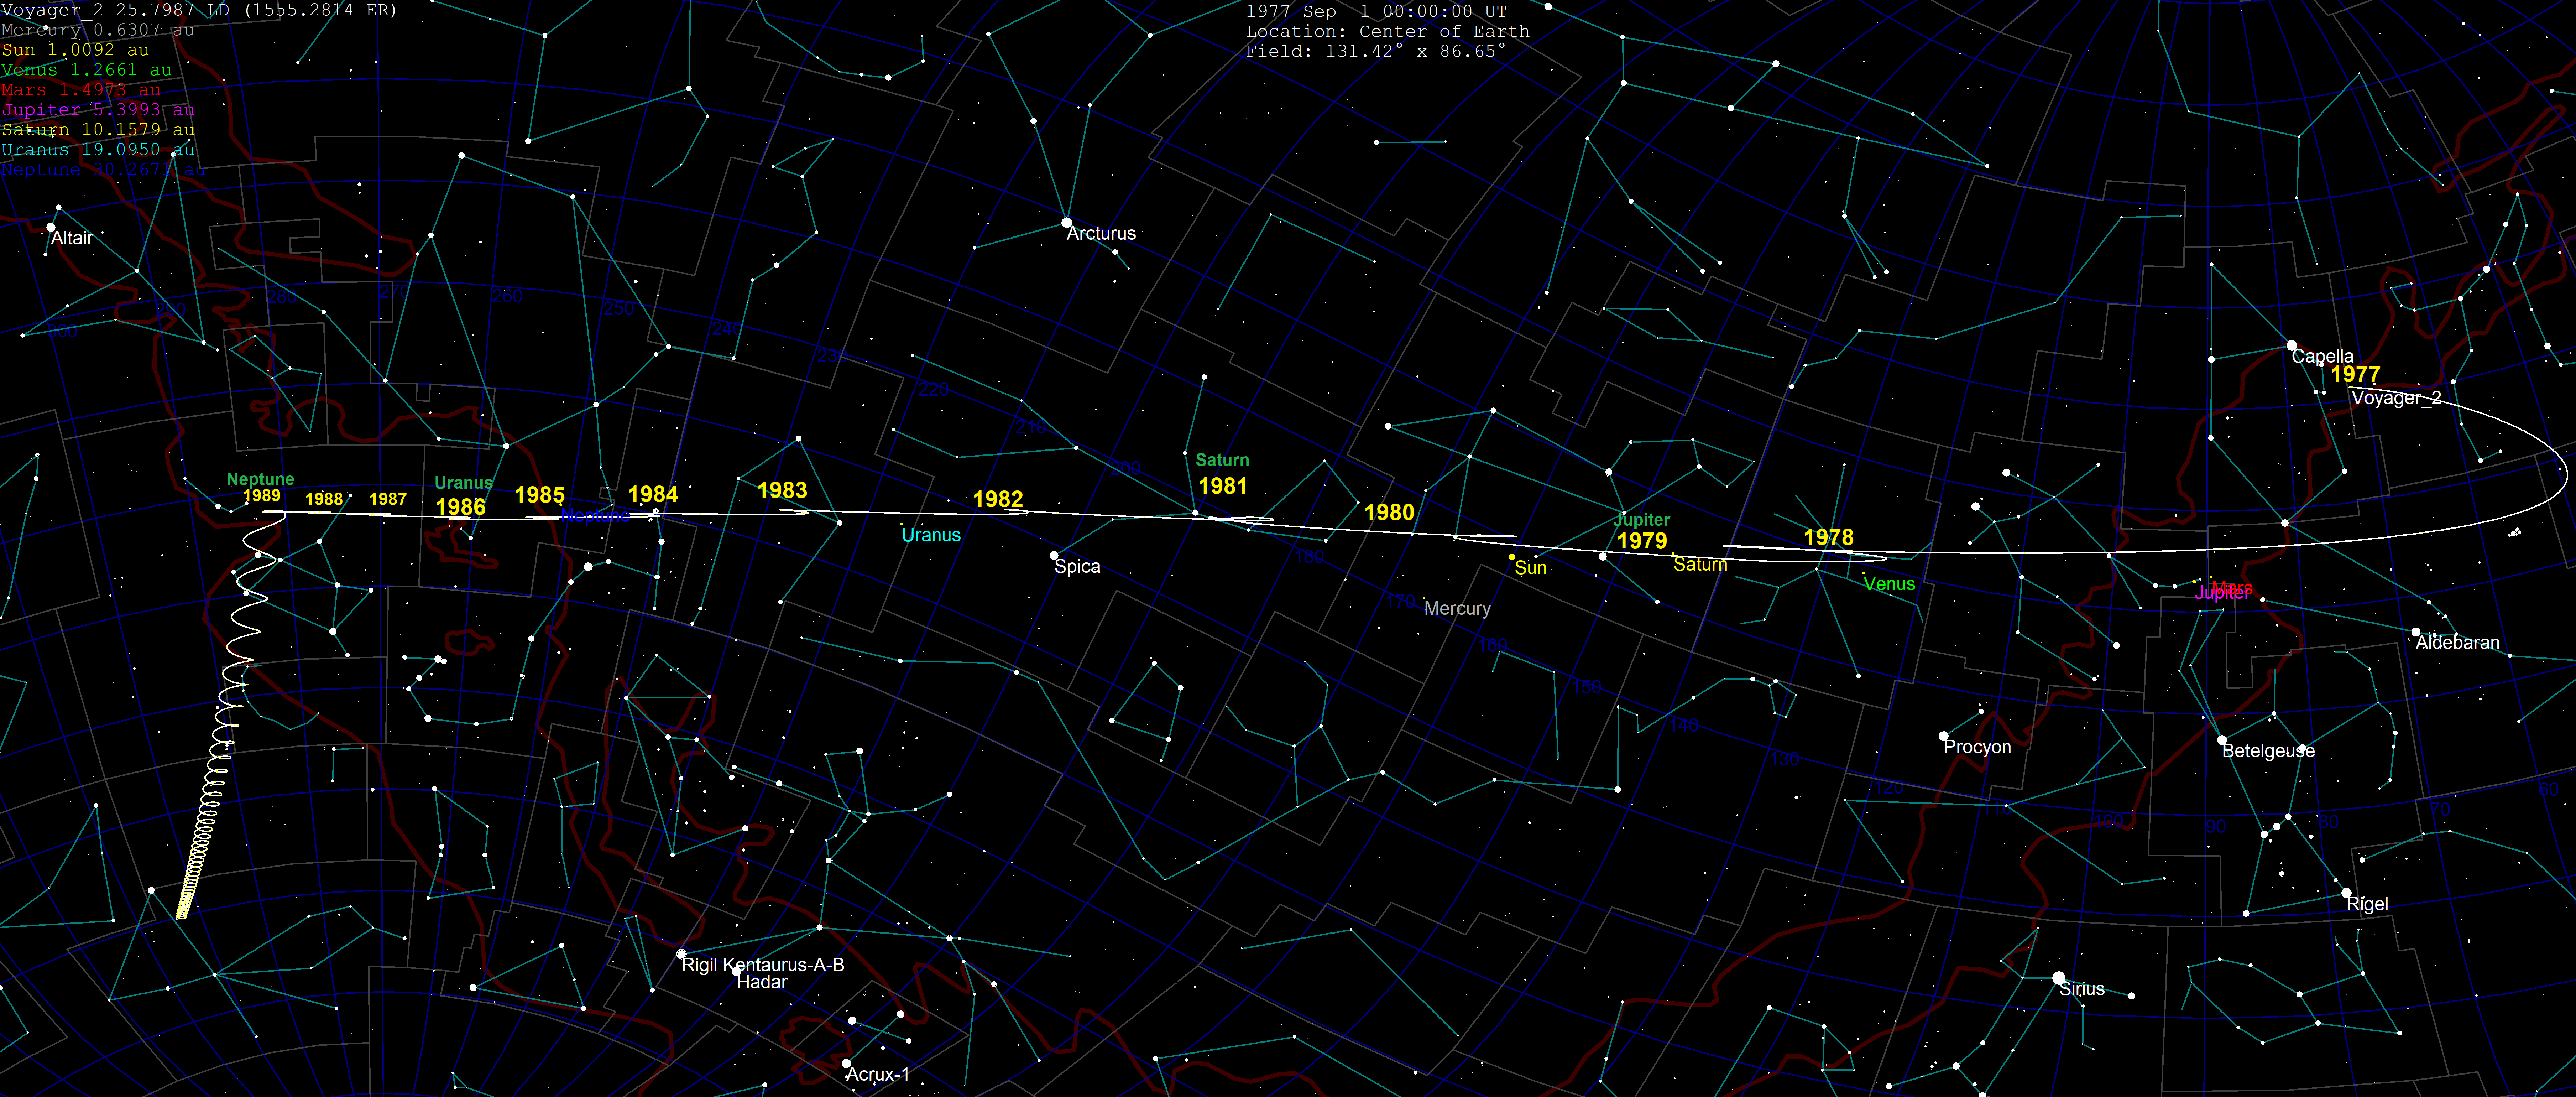 Voyager_2 25.7987 LD (1555.2814 ER)
Mercury 0.6307 au
Sun 1.0092 au
Venus 1.2661 au
Mars 1.4973 au
Jupiter 5.3993 au
Saturn 10.1579 au
Uranus 19.0950 au
Neptune 30.2671 au
1977 Sep 1 00:00:00 UT
Location: Center of Earth
Field: 131.42° x 86.65°
Altair
Arcturus
Capella
1977
Voyager_2
300
290
280
270
260
250
240
230
220
210
200
180
170
160
150
140
130
120
110
100
90
80
70
60
Neptune
1989
1988
1987
Uranus
1986
1985
Neptune
1984
1983
1982
Saturn
1981
1980
Jupiter
1979
1978
Uranus
Spica
Sun
Saturn
Venus
Mercury
Mars
Jupiter
Aldebaran
Procyon
Betelgeuse
Rigel
Rigil Kentaurus-A-B
Hadar
Sirius
Acrux-1